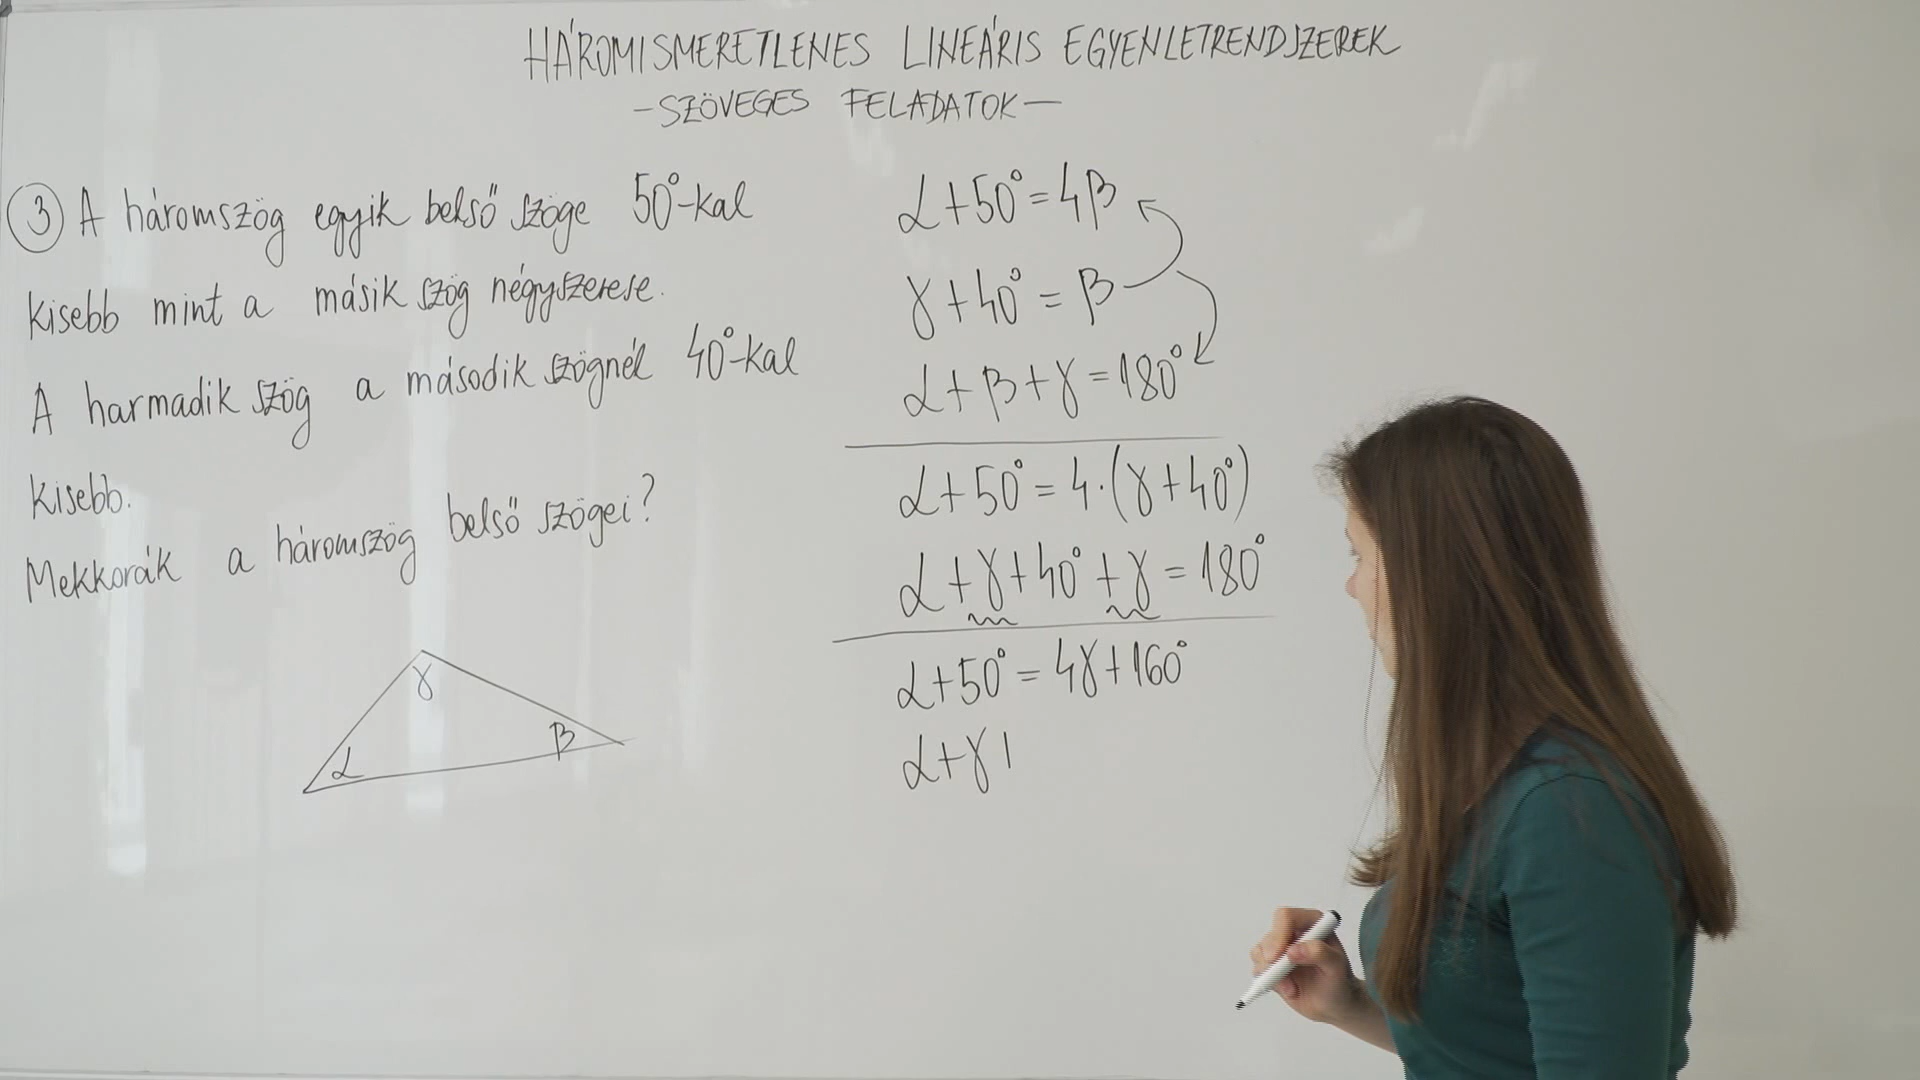 HÁROMISMERETLENES LINEÁRIS EGYENLETRENDSZEREK
-SZÖVEGES FELADATOK-
③ A háromszög egyik belső szöge 50°-kal
kisebb mint a másik szög négyszerese.
A harmadik szög a második szögnél 40°-kal
kisebb.
Mekkorák a háromszög belső szögei?
γ
α
β
α+50°=4β
γ+40°=β
α+β+γ=180°
α+50°=4·(γ+40°)
α+γ+40°+γ=180°
α+50°=4γ+160°
α+γ